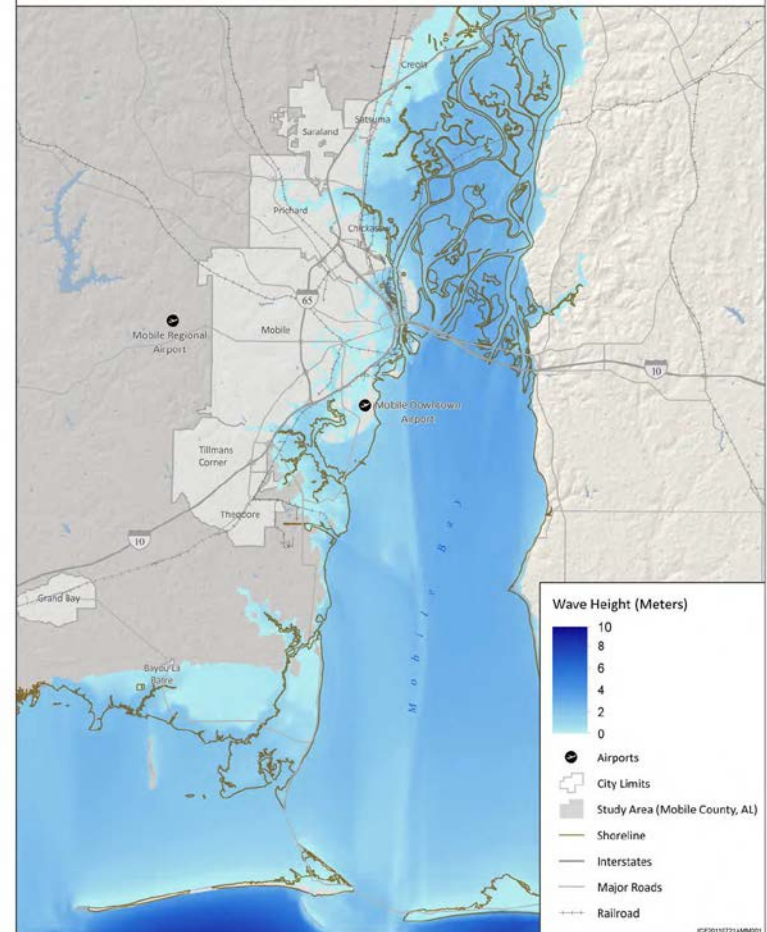 Creola
Satsuma
Saraland
Prichard
Chickasaw
65
Mobile
Mobile Regional
Airport
10
Mobile Downtown
Airport
Tillmans
Corner
Theodore
10
Mobile Bay
Grand Bay
Bayou La
Batre
Wave Height (Meters)
10
8
6
4
2
0
Airports
City Limits
Study Area (Mobile County, AL)
Shoreline
Interstates
Major Roads
Railroad